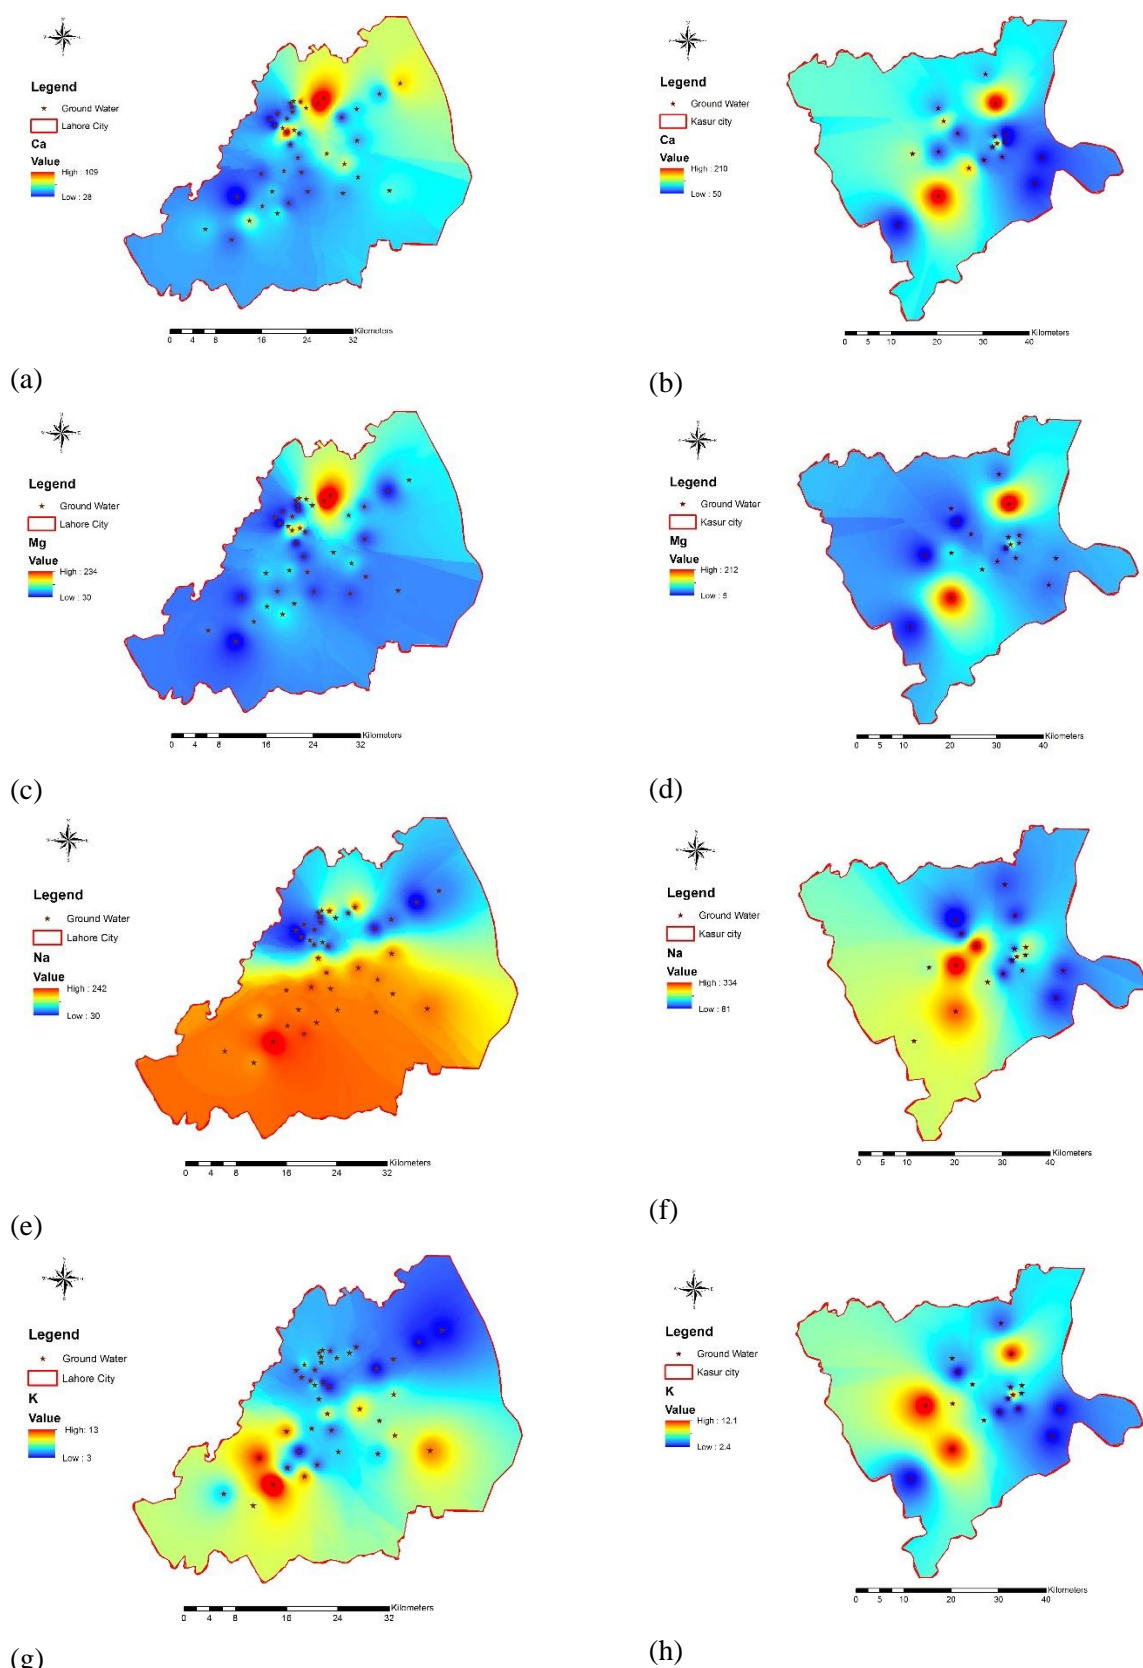 Legend
Ground Water
Lahore City
Ca
Value
High : 109
Low : 28
Kilometers
0 4 8 16 24 32
(a)
Legend
Ground Water
Kasur city
Ca
Value
High : 210
Low : 50
Kilometers
0 5 10 20 30 40
(b)
Legend
Ground Water
Lahore City
Mg
Value
High : 234
Low : 30
Kilometers
0 4 8 16 24 32
(c)
Legend
Ground Water
Kasur city
Mg
Value
High : 212
Low : 5
Kilometers
0 5 10 20 30 40
(d)
Legend
Ground Water
Lahore City
Na
Value
High : 242
Low : 30
Kilometers
0 4 8 16 24 32
(e)
Legend
Ground Water
Kasur city
Na
Value
High : 334
Low : 81
Kilometers
0 5 10 20 30 40
(f)
Legend
Ground Water
Lahore City
K
Value
High: 13
Low : 3
Kilometers
0 4 8 16 24 32
(g)
Legend
Ground Water
Kasur city
K
Value
High : 12.1
Low : 2.4
Kilometers
0 5 10 20 30 40
(h)